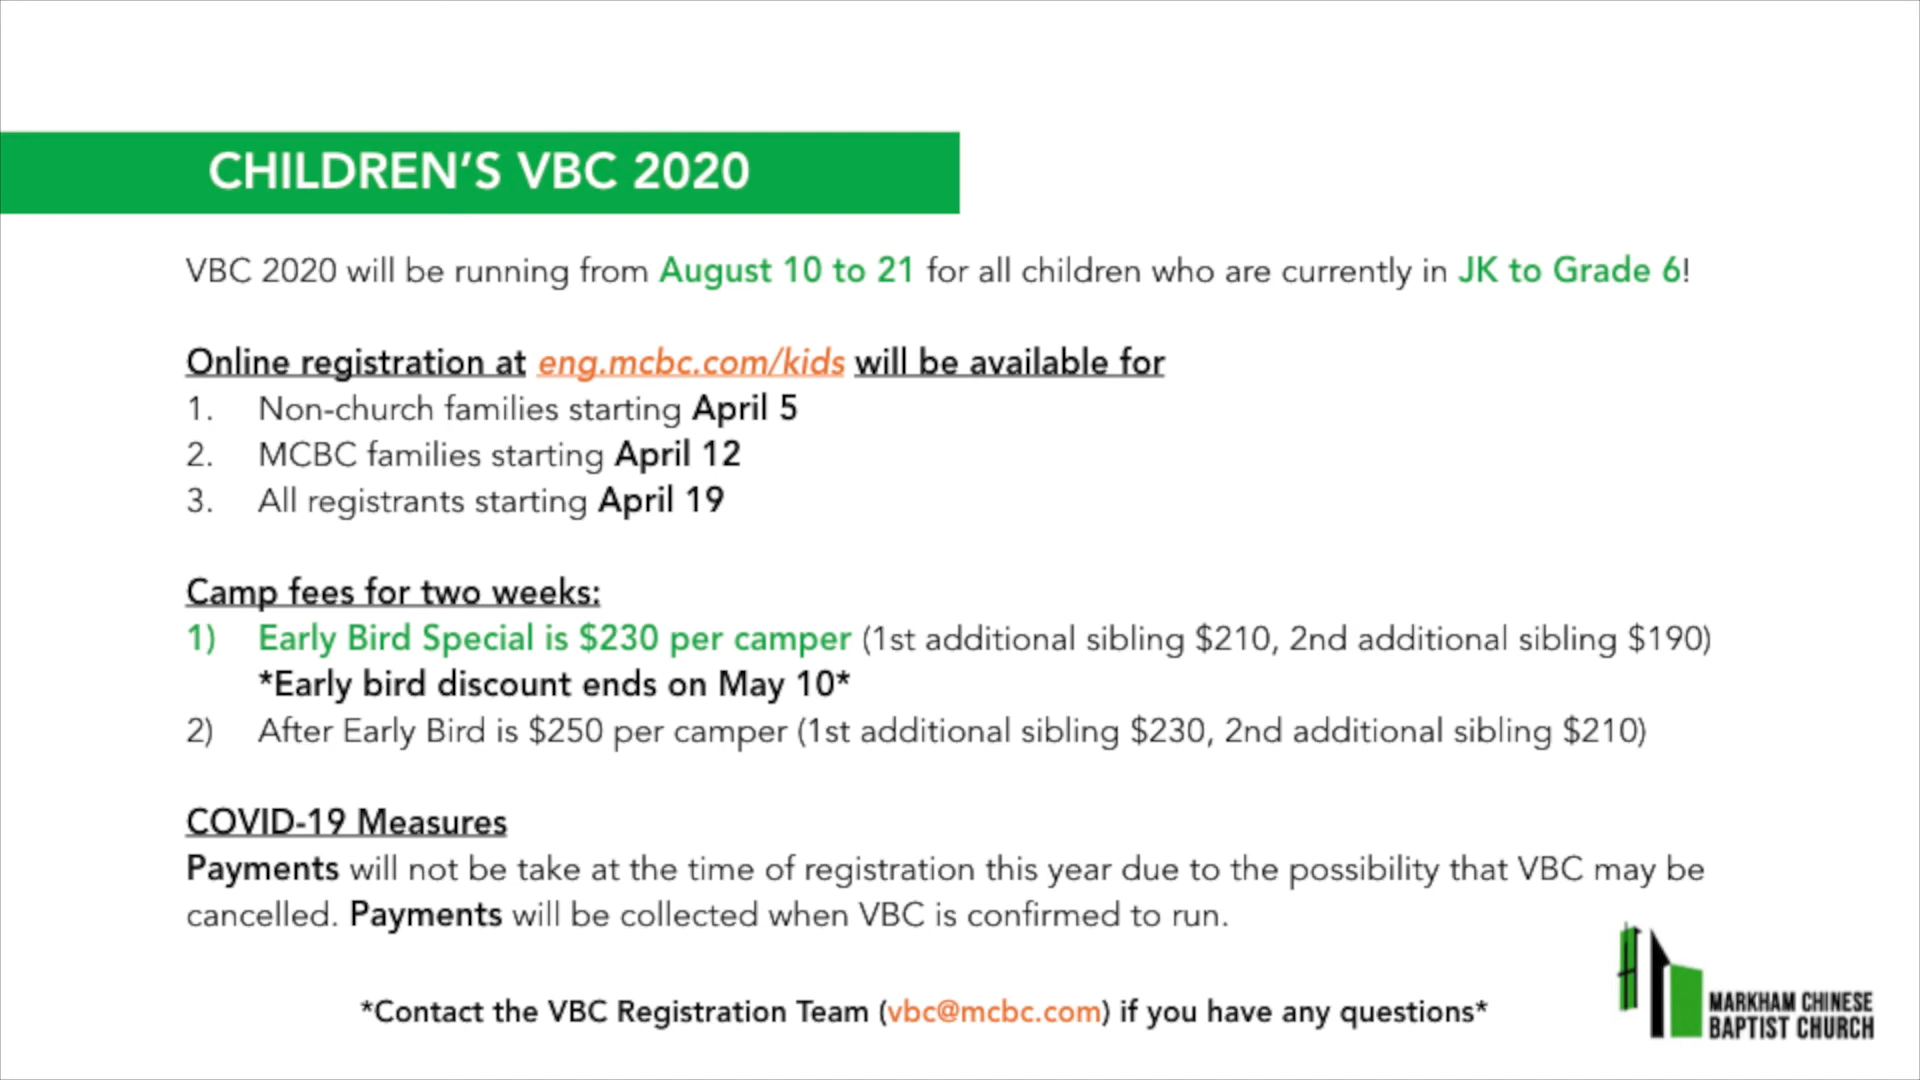 CHILDREN’S VBC 2020
VBC 2020 will be running from August 10 to 21 for all children who are currently in JK to Grade 6!
Online registration at eng.mcbc.com/kids will be available for
1. Non-church families starting April 5
2. MCBC families starting April 12
3. All registrants starting April 19
Camp fees for two weeks:
1) Early Bird Special is $230 per camper (1st additional sibling $210, 2nd additional sibling $190)
*Early bird discount ends on May 10*
2) After Early Bird is $250 per camper (1st additional sibling $230, 2nd additional sibling $210)
COVID-19 Measures
Payments will not be take at the time of registration this year due to the possibility that VBC may be
cancelled. Payments will be collected when VBC is confirmed to run.
*Contact the VBC Registration Team (vbc@mcbc.com) if you have any questions*
MARKHAM CHINESE
BAPTIST CHURCH